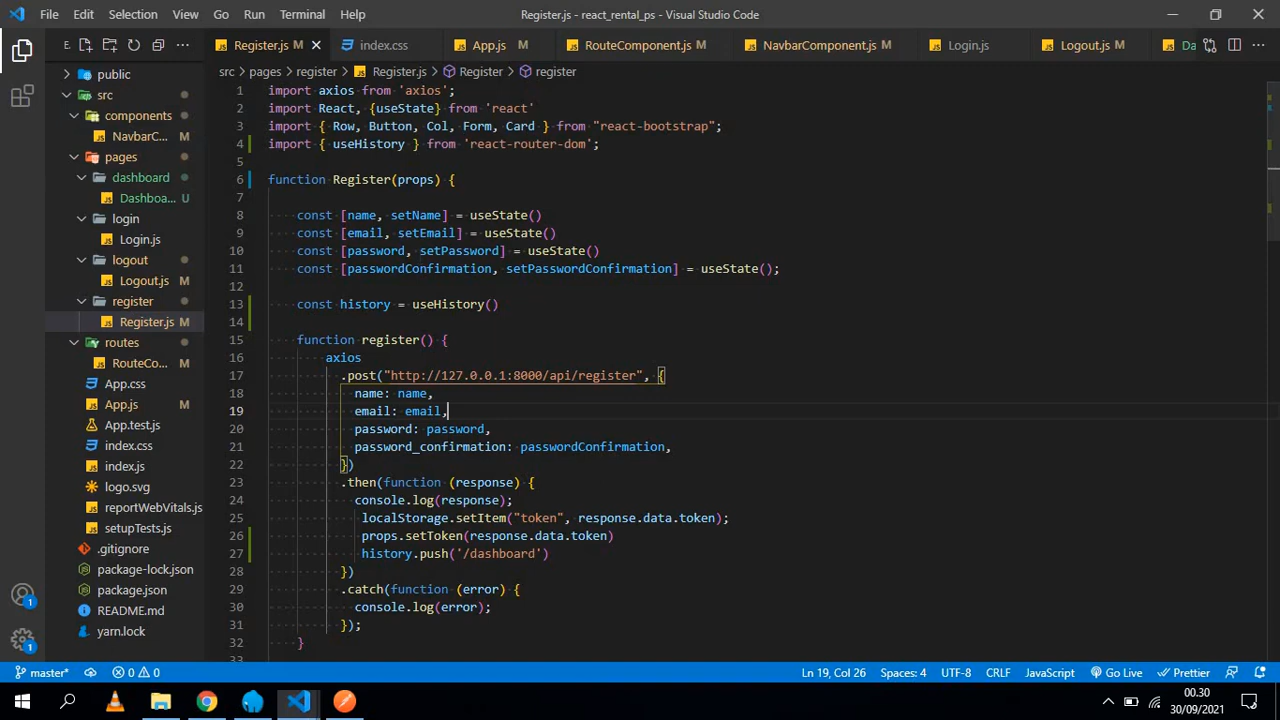 File Edit Selection View Go Run Terminal Help Register.js - react_rental_ps - Visual Studio Code
E.. Register.js M index.css App.js M RouteComponent.js M NavbarComponent.js M Login.js Logout.js M Da
src > pages > register > Register.js > Register > register
public
src
components
NavbarC... M
pages
dashboard
Dashboa... U
login
Login.js
logout
Logout.js M
register
Register.js M
routes
RouteCo... M
App.css
App.js M
App.test.js
index.css
index.js
logo.svg
reportWebVitals.js
setupTests.js
.gitignore
package-lock.json
package.json
README.md
yarn.lock
1 import axios from 'axios';
2 import React, {useState} from 'react'
3 import { Row, Button, Col, Form, Card } from "react-bootstrap";
4 import { useHistory } from 'react-router-dom';
5
6 function Register(props) {
7
8 const [name, setName] = useState()
9 const [email, setEmail] = useState()
10 const [password, setPassword] = useState()
11 const [passwordConfirmation, setPasswordConfirmation] = useState();
12
13 const history = useHistory()
14
15 function register() {
16 axios
17 .post("http://127.0.0.1:8000/api/register", {
18 name: name,
19 email: email,
20 password: password,
21 password_confirmation: passwordConfirmation,
22 })
23 .then(function (response) {
24 console.log(response);
25 localStorage.setItem("token", response.data.token);
26 props.setToken(response.data.token)
27 history.push('/dashboard')
28 })
29 .catch(function (error) {
30 console.log(error);
31 });
32 }
33
master* 0 0 Ln 19, Col 26 Spaces: 4 UTF-8 CRLF JavaScript Go Live Prettier
1
1
00.30
30/09/2021